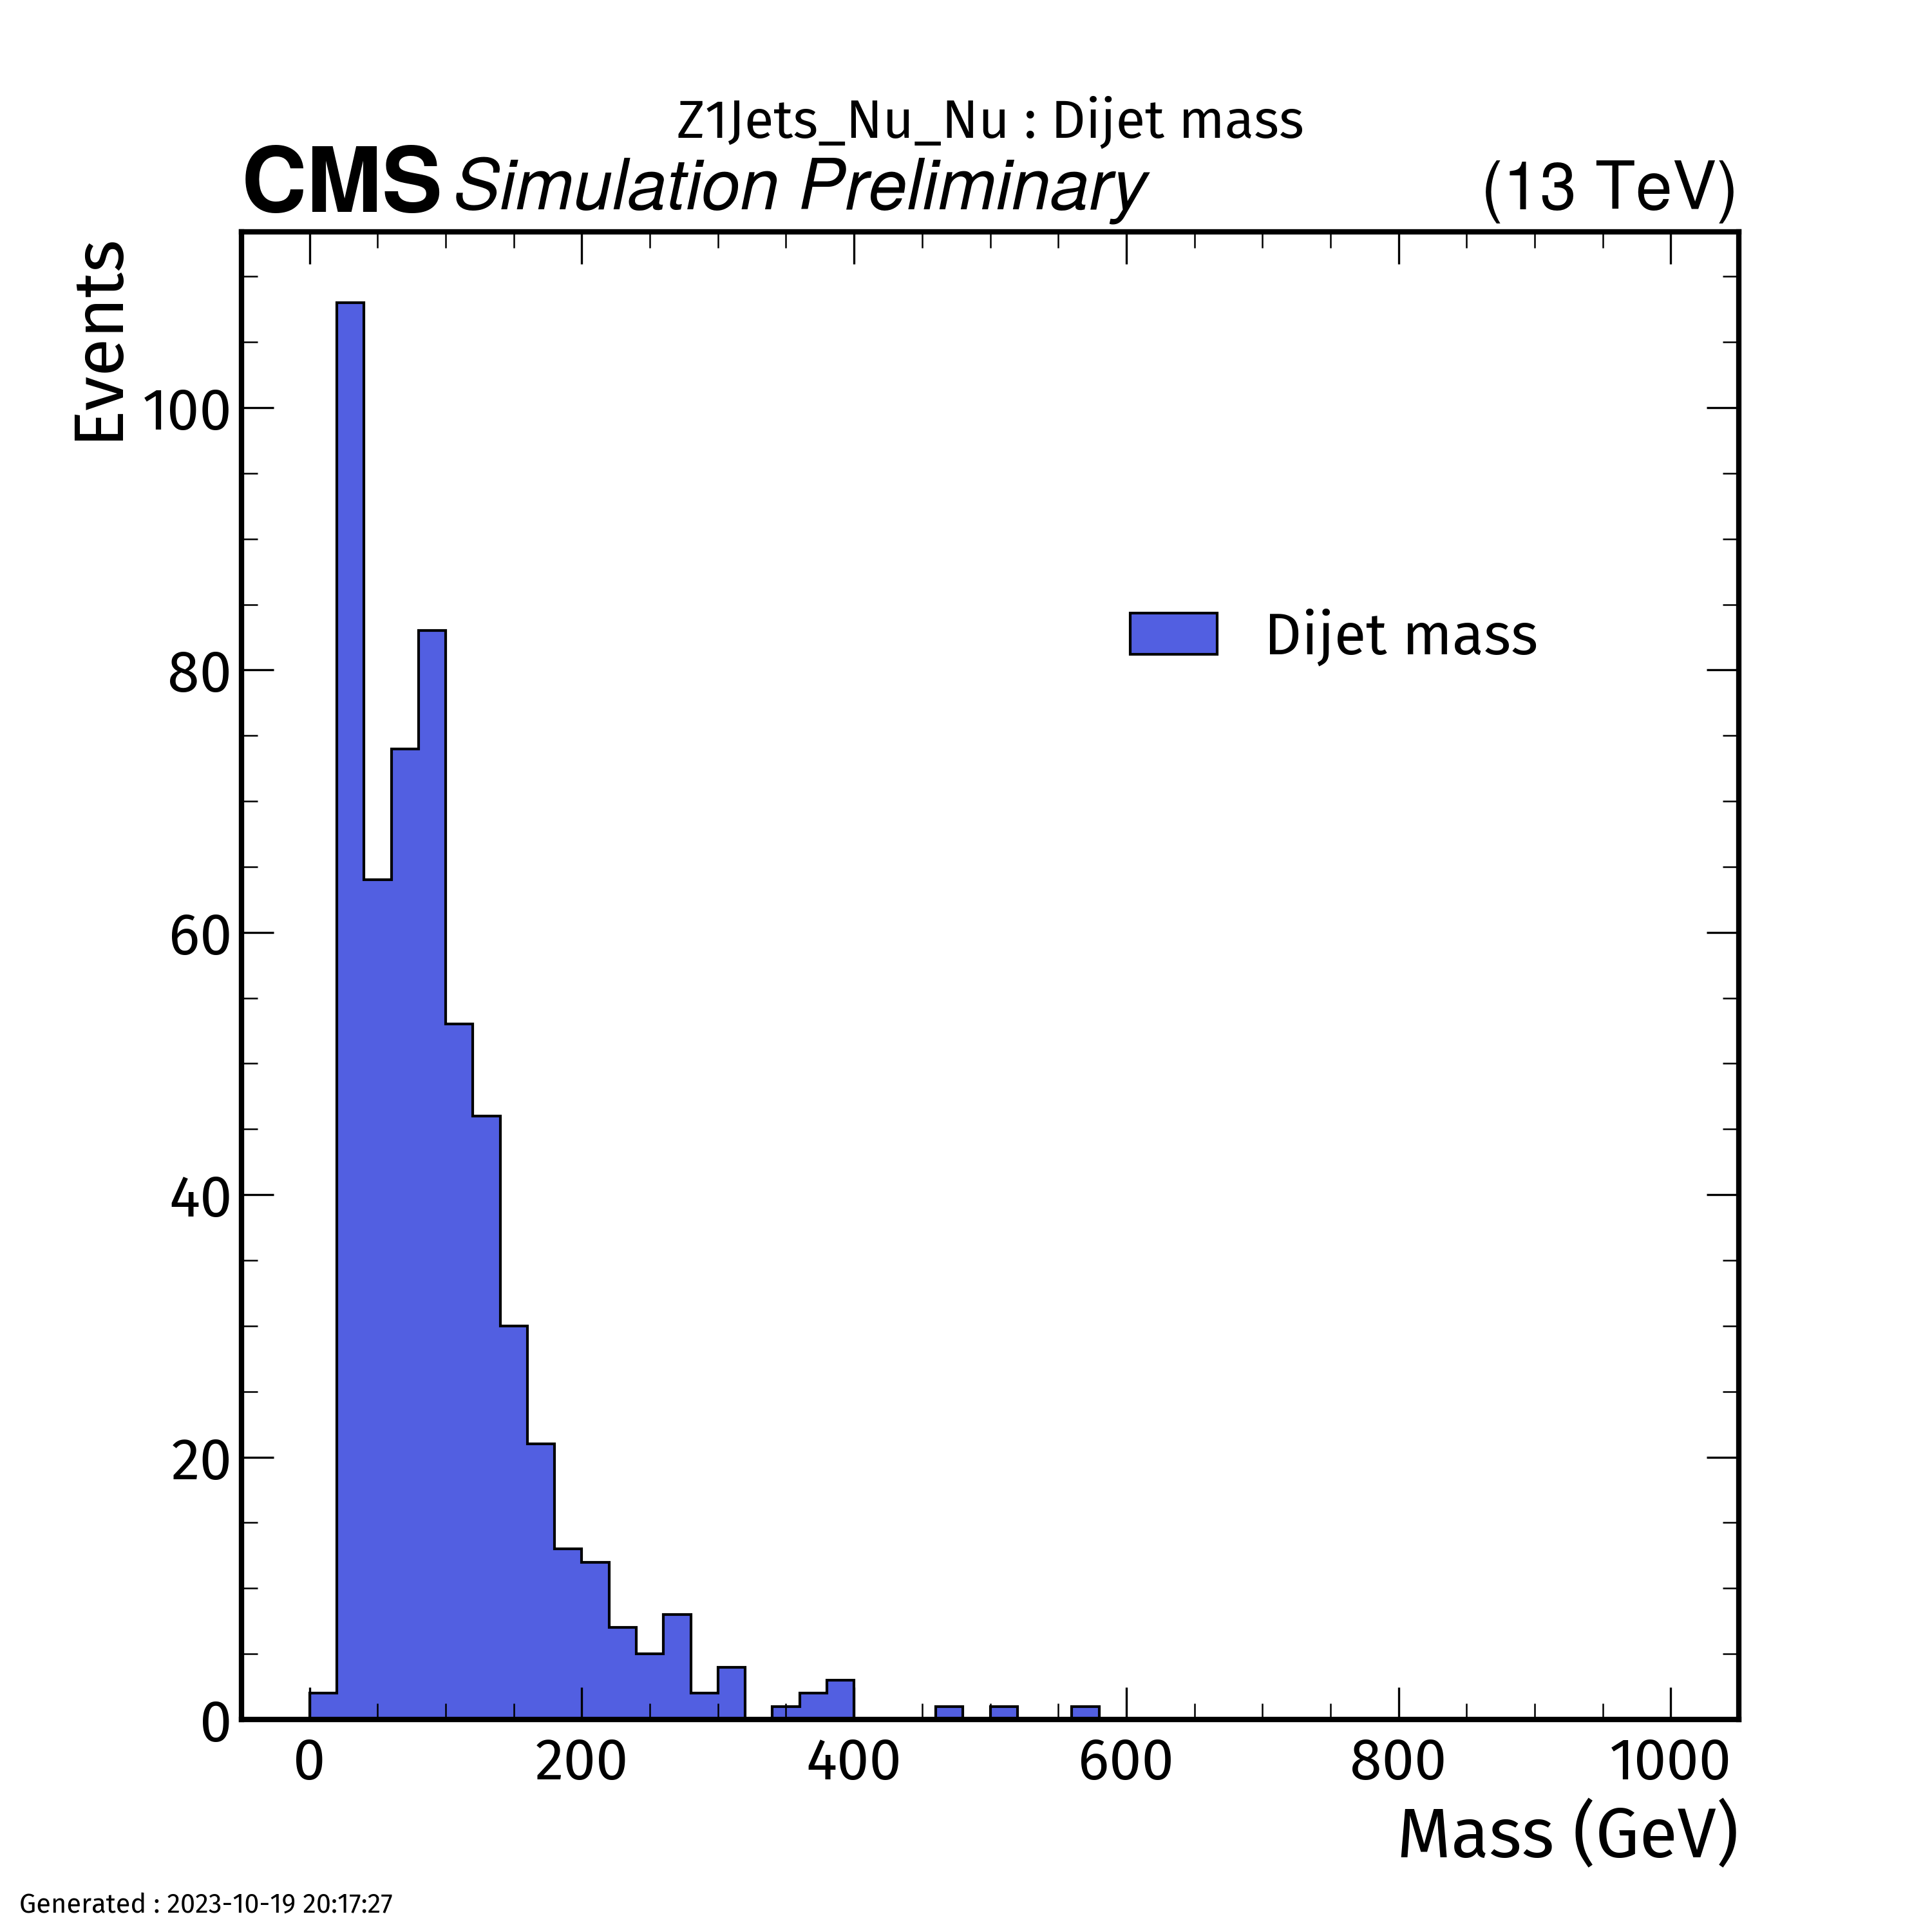 Z1Jets_Nu_Nu : Dijet mass
CMS Simulation Preliminary (13 TeV)
Events
100
80
60
40
20
0
Dijet mass
0 200 400 600 800 1000
Mass (GeV)
Generated : 2023-10-19 20:17:27